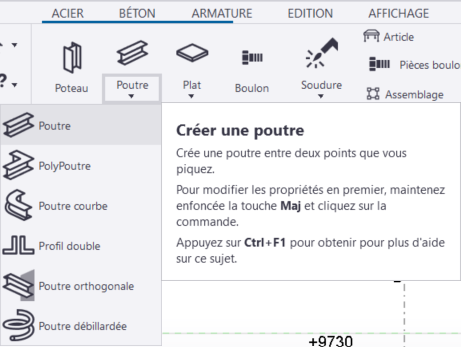 ACIER BÉTON ARMATURE EDITION AFFICHAGE
Article
Pièces boulo
Assemblage
Poteau Poutre Plat Boulon Soudure
?
Poutre
PolyPoutre
Poutre courbe
Profil double
Poutre orthogonale
Poutre débillardée
Créer une poutre
Crée une poutre entre deux points que vous
piquez.
Pour modifier les propriétés en premier, maintenez
enfoncée la touche Maj et cliquez sur la
commande.
Appuyez sur Ctrl+F1 pour obtenir pour plus d'aide
sur ce sujet.
+9730